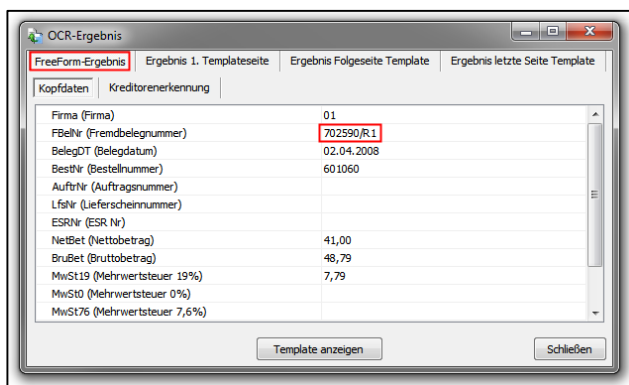 OCR-Ergebnis
FreeForm-Ergebnis Ergebnis 1. Templateseite Ergebnis Folgeseite Template Ergebnis letzte Seite Template
Kopfdaten Kreditorenerkennung
Firma (Firma) 01
FBelNr (Fremdbelegnummer) 702590/R1
BelegDT (Belegdatum) 02.04.2008
BestNr (Bestellnummer) 601060
AuftrNr (Auftragsnummer)
LfsNr (Lieferscheinnummer)
ESRNr (ESR Nr)
NetBet (Nettobetrag) 41,00
BruBet (Bruttobetrag) 48,79
MwSt19 (Mehrwertsteuer 19%) 7,79
MwSt0 (Mehrwertsteuer 0%)
MwSt76 (Mehrwertsteuer 7,6%)
Template anzeigen Schließen